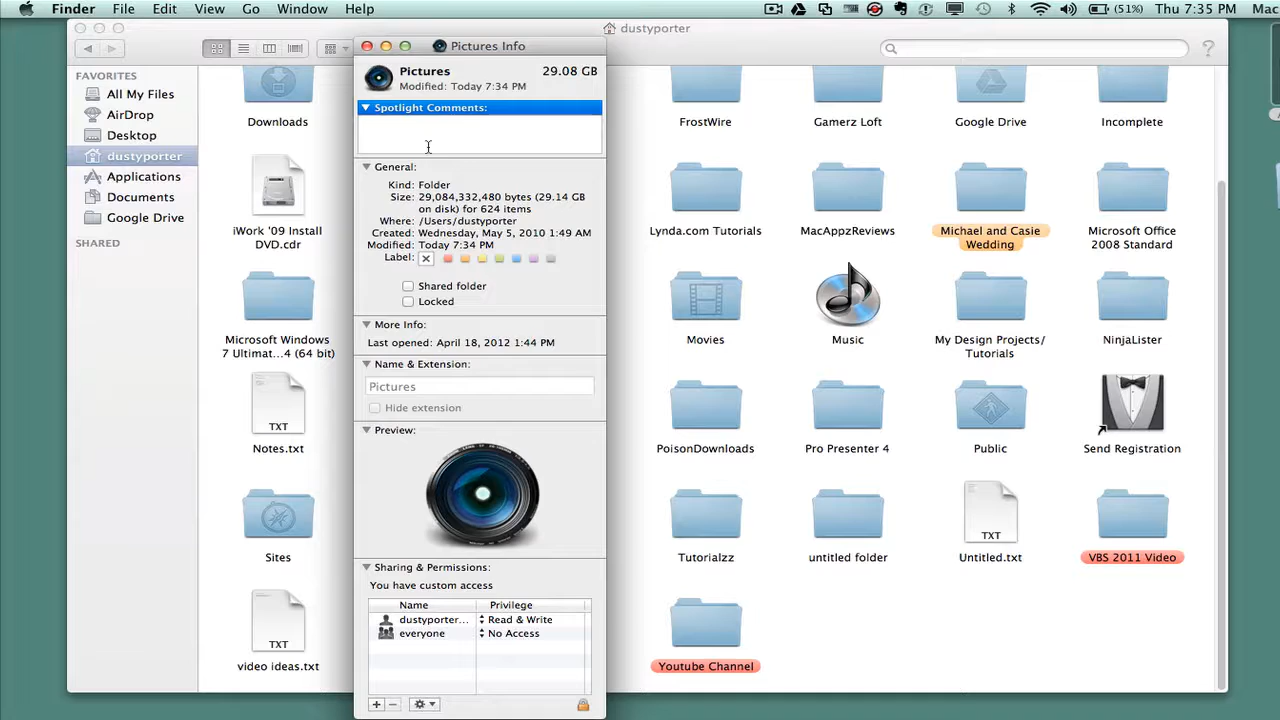 Finder File Edit View Go Window Help (51%) Thu 7:35 PM Mac
dustyporter
Pictures Info
FAVORITES
All My Files
AirDrop
Desktop
dustyporter
Applications
Documents
Google Drive
SHARED
Pictures 29.08 GB
Modified: Today 7:34 PM
Spotlight Comments:
General:
Kind: Folder
Size: 29,084,332,480 bytes (29.14 GB
on disk) for 624 items
Where: /Users/dustyporter
Created: Wednesday, May 5, 2010 1:49 AM
Modified: Today 7:34 PM
Label:
Shared folder
Locked
More Info:
Last opened: April 18, 2012 1:44 PM
Name & Extension:
Pictures
Hide extension
Preview:
Sharing & Permissions:
You have custom access
Name Privilege
dustyporter... Read & Write
everyone No Access
Downloads FrostWire Gamerz Loft Google Drive Incomplete
iWork '09 Install
DVD.cdr
Lynda.com Tutorials
MacAppzReviews
Michael and Casie
Wedding
Microsoft Office
2008 Standard
Microsoft Windows
7 Ultimat...4 (64 bit)
Movies
Music
My Design Projects/
Tutorials
NinjaLister
TXT
Notes.txt
PoisonDownloads
Pro Presenter 4
Public
Send Registration
Sites
Tutorialzz
untitled folder
TXT
Untitled.txt
VBS 2011 Video
TXT
video ideas.txt
Youtube Channel